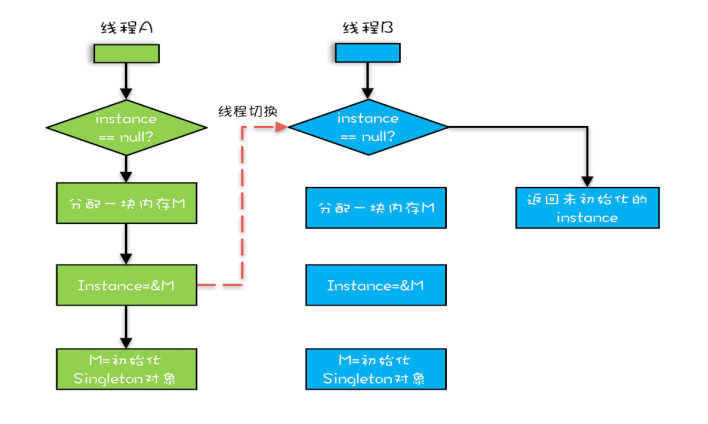 线程A
线程B
instance
== null?
线程切换
instance
== null?
分配一块内存M
分配一块内存M
返回未初始化的
instance
Instance=&M
Instance=&M
M=初始化
Singleton对象
M=初始化
Singleton对象